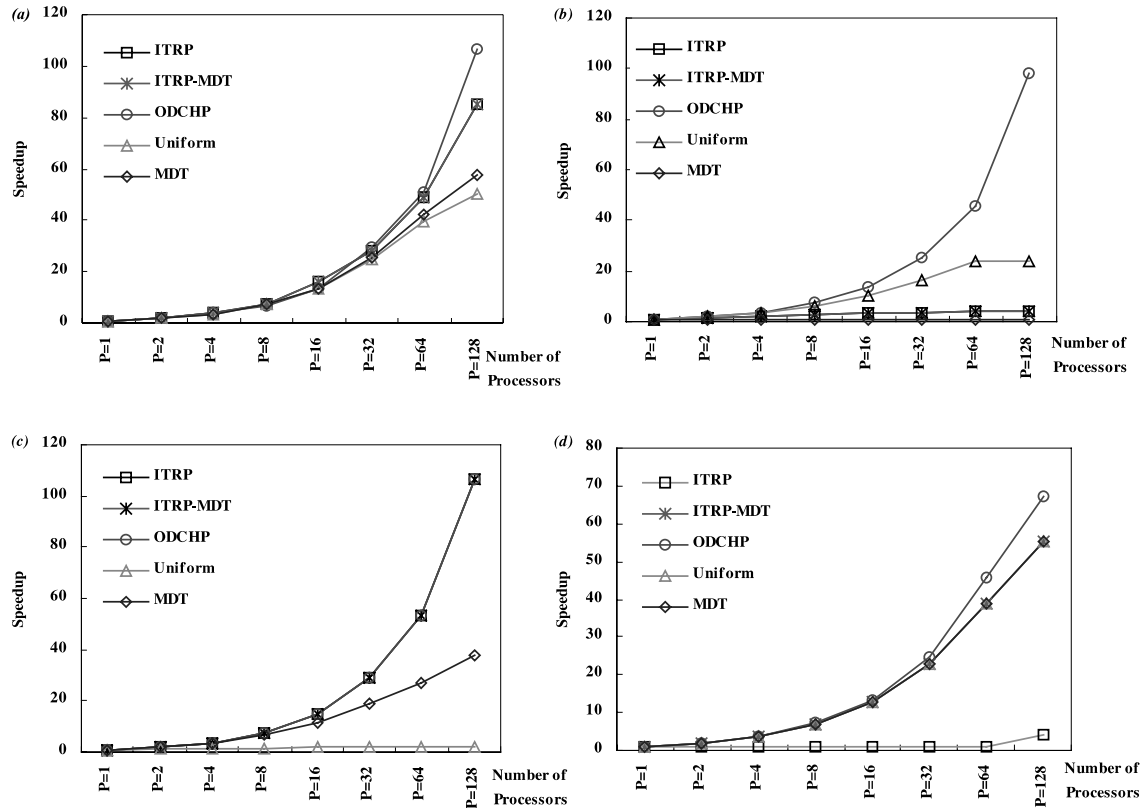 (a)
120
100
80
60
40
20
0
Speedup
ITRP
ITRP-MDT
ODCHP
Uniform
MDT
P=1
P=2
P=4
P=8
P=16
P=32
P=64
P=128
Number of
Processors
(b)
120
100
80
60
40
20
0
Speedup
ITRP
ITRP-MDT
ODCHP
Uniform
MDT
P=1
P=2
P=4
P=8
P=16
P=32
P=64
P=128
Number of
Processors
(c)
120
100
80
60
40
20
0
Speedup
ITRP
ITRP-MDT
ODCHP
Uniform
MDT
P=1
P=2
P=4
P=8
P=16
P=32
P=64
P=128
Number of
Processors
(d)
80
70
60
50
40
30
20
10
0
Speedup
ITRP
ITRP-MDT
ODCHP
Uniform
MDT
P=1
P=2
P=4
P=8
P=16
P=32
P=64
P=128
Number of
Processors